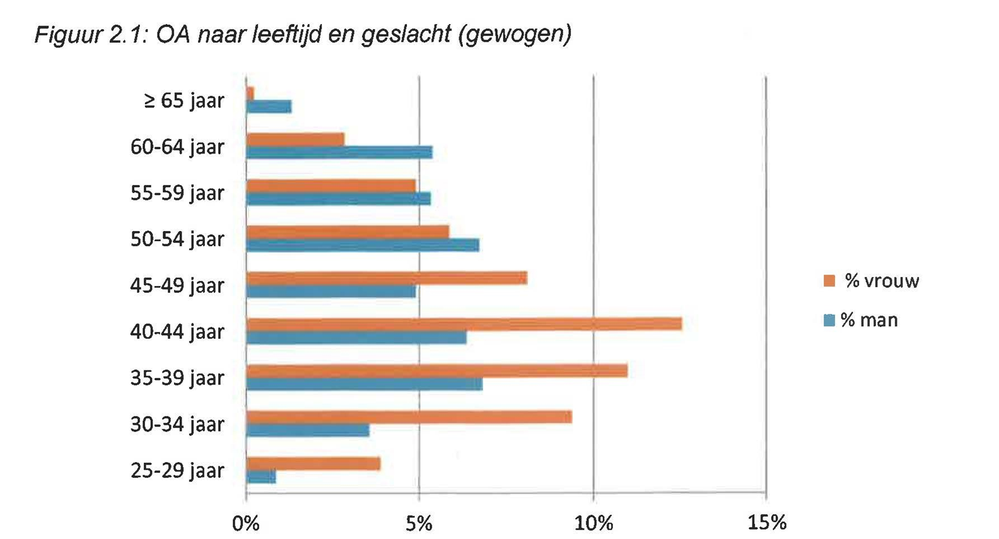 Figuur 2.1: OA naar leeftijd en geslacht (gewogen)
≥ 65 jaar
60-64 jaar
55-59 jaar
50-54 jaar
45-49 jaar
40-44 jaar
35-39 jaar
30-34 jaar
25-29 jaar
0% 5% 10% 15%
% vrouw
% man